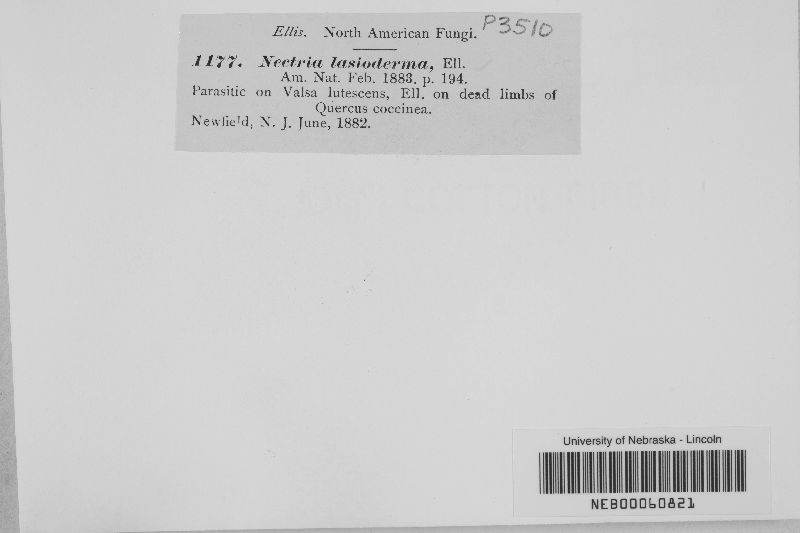 Ellis. North American Fungi. P3510
1177. Nectria lasioderma, Ell.
Am. Nat. Feb. 1883. p. 194.
Parasitic on Valsa lutescens, Ell. on dead limbs of
Quercus coccinea.
Newfield, N. J. June, 1882.
University of Nebraska - Lincoln
NEB00060821